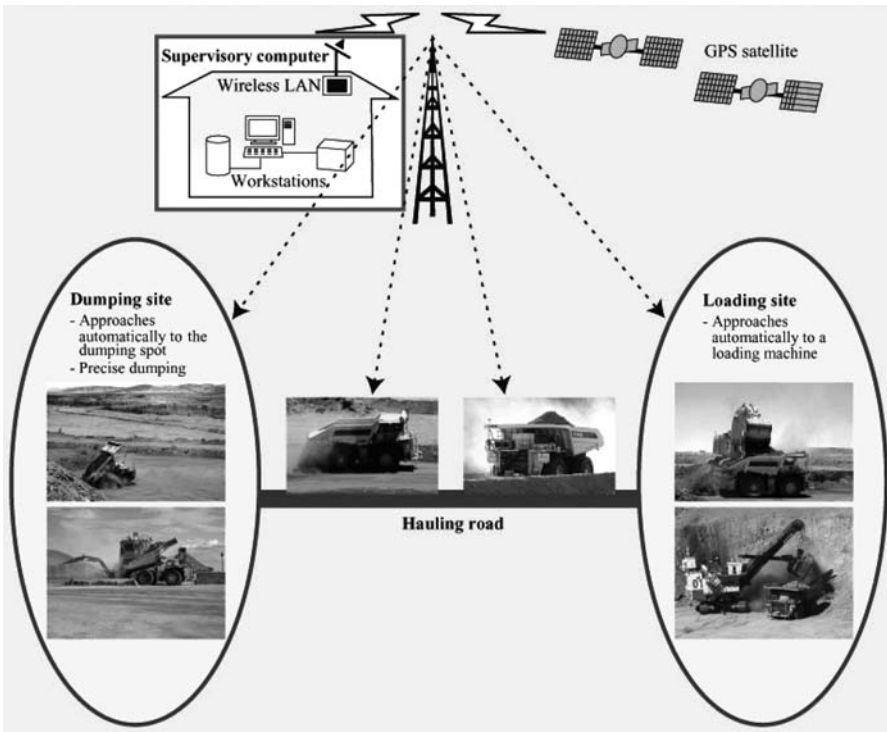 Supervisory computer
Wireless LAN
Workstations
GPS satellite
Dumping site
- Approaches
automatically to the
dumping spot
- Precise dumping
Loading site
- Approaches
automatically to a
loading machine
Hauling road